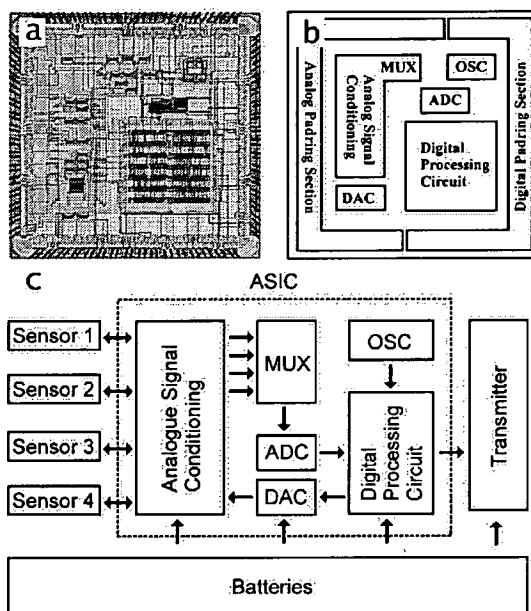 a
b
Analog Padring Section
Analog Signal
Conditioning
MUX
OSC
ADC
Digital
Processing
Circuit
DAC
Digital Padring Section
c
ASIC
Sensor 1
Sensor 2
Sensor 3
Sensor 4
Analogue Signal
Conditioning
MUX
OSC
ADC
DAC
Digital
Processing
Circuit
Transmitter
Batteries